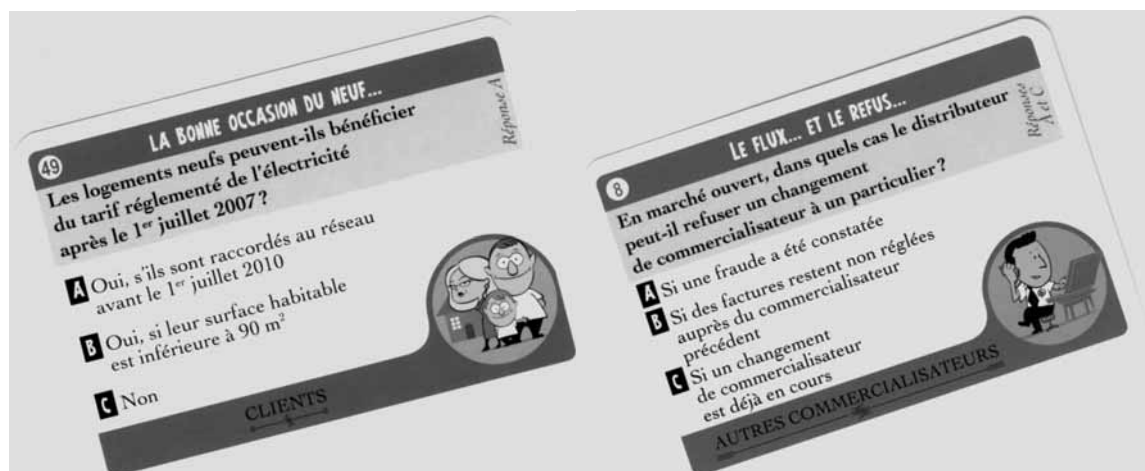 49
LA BONNE OCCASION DU NEUF...
Réponse A
Les logements neufs peuvent-ils bénéficier
du tarif réglementé de l'électricité
après le 1er juillet 2007 ?
A Oui, s'ils sont raccordés au réseau
avant le 1er juillet 2010
B Oui, si leur surface habitable
est inférieure à 90 m²
C Non
CLIENTS
8
LE FLUX... ET LE REFUS...
Réponses
A et C
En marché ouvert, dans quels cas le distributeur
peut-il refuser un changement
de commercialisateur à un particulier ?
A Si une fraude a été constatée
B Si des factures restent non réglées
auprès du commercialisateur
précédent
C Si un changement
de commercialisateur
est déjà en cours
AUTRES COMMERCIALISATEURS